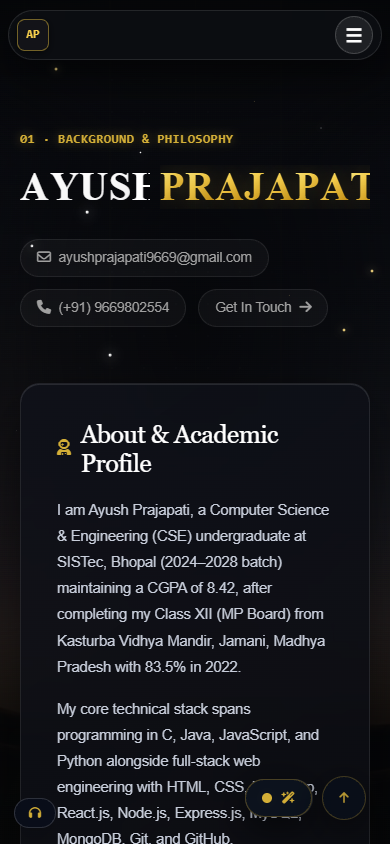 AP
01 - BACKGROUND & PHILOSOPHY
AYUSH PRAJAPAT
ayushprajapati9669@gmail.com
(+91) 9669802554
Get In Touch
About & Academic
Profile
I am Ayush Prajapati, a Computer Science
& Engineering (CSE) undergraduate at
SISTec, Bhopal (2024–2028 batch)
maintaining a CGPA of 8.42, after
completing my Class XII (MP Board) from
Kasturba Vidhya Mandir, Jamani, Madhya
Pradesh with 83.5% in 2022.
My core technical stack spans
programming in C, Java, JavaScript, and
Python alongside full-stack web
engineering with HTML, CSS,
React.js, Node.js, Express.js, MySQL,
MongoDB, Git, and GitHub.